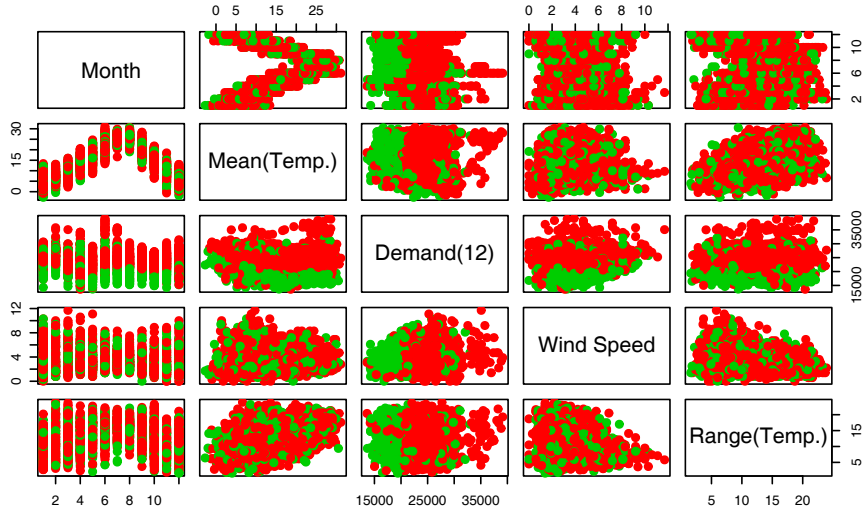 0 5 15 25
0 2 4 6 8 10
Month
2 6 10
0 15 30
Mean(Temp.)
Demand(12)
15000 35000
0 4 8 12
Wind Speed
Range(Temp.)
5 15
2 4 6 8 10
15000 25000 35000
5 10 15 20